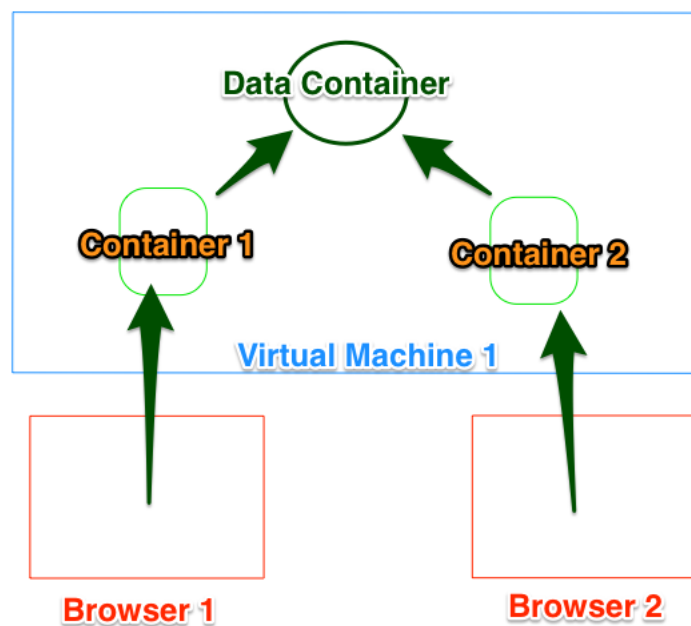 Data Container
Container 1
Container 2
Virtual Machine 1
Browser 1
Browser 2